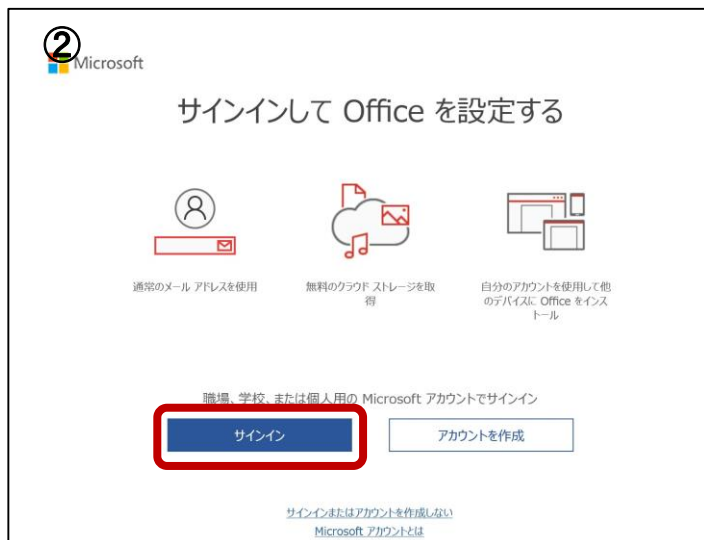 ②
Microsoft
サインインして Office を設定する
通常のメール アドレスを使用
無料のクラウド ストレージを取
得
自分のアカウントを使用して他
のデバイスに Office をインス
トール
職場、学校、または個人用の Microsoft アカウントでサインイン
サインイン
アカウントを作成
サインインまたはアカウントを作成しない
Microsoft アカウントとは